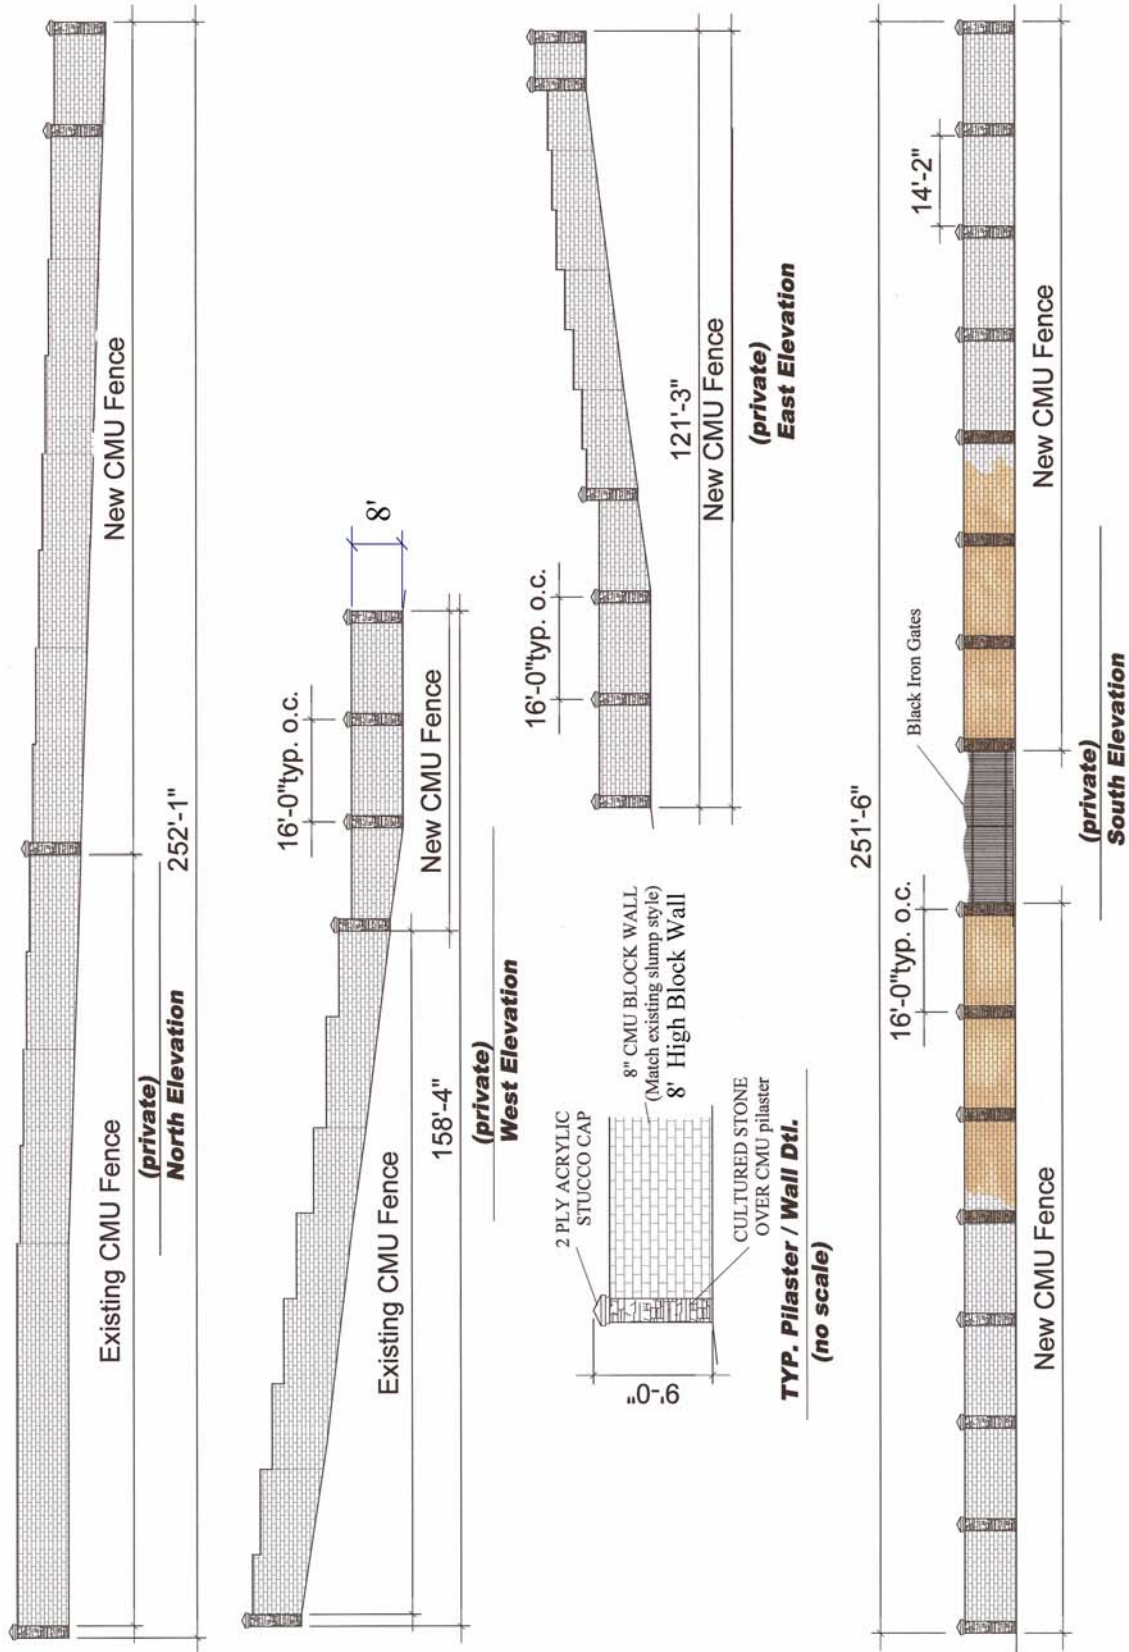 New CMU Fence
Existing CMU Fence
252'-1"
(private)
North Elevation
8'
16'-0"typ. o.c.
New CMU Fence
Existing CMU Fence
158'-4"
(private)
West Elevation
16'-0"typ. o.c.
121'-3"
New CMU Fence
(private)
East Elevation
2 PLY ACRYLIC
STUCCO CAP
8" CMU BLOCK WALL
(Match existing slump style)
8' High Block Wall
9'-0"
CULTURED STONE
OVER CMU pilaster
TYP. Pilaster / Wall Dtl.
(no scale)
251'-6"
16'-0"typ. o.c.
Black Iron Gates
14'-2"
New CMU Fence
New CMU Fence
(private)
South Elevation